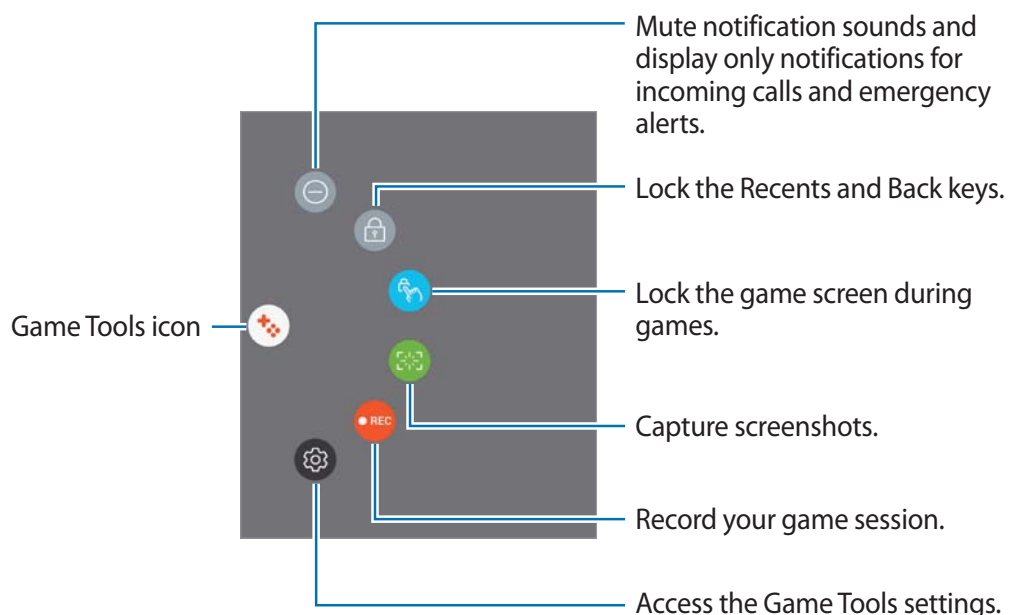 Mute notification sounds and
display only notifications for
incoming calls and emergency
alerts.
Lock the Recents and Back keys.
Lock the game screen during
games.
Game Tools icon
Capture screenshots.
REC
Record your game session.
Access the Game Tools settings.